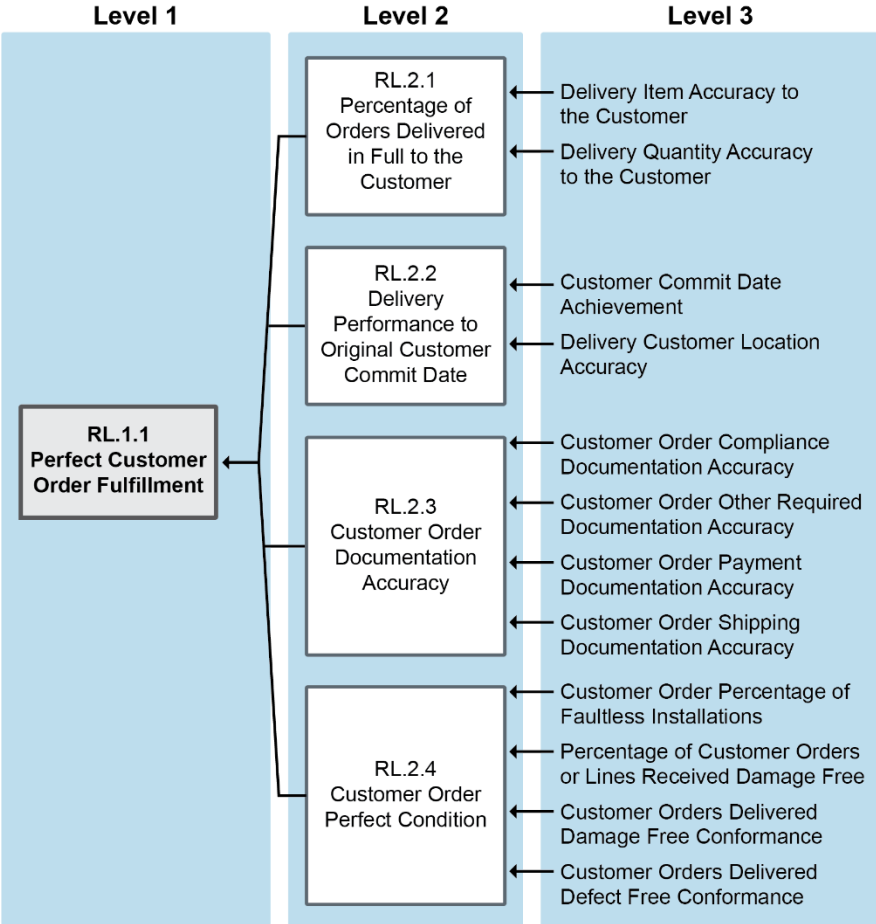 Level 1
Level 2
Level 3
RL.1.1
Perfect Customer
Order Fulfillment
RL.2.1
Percentage of
Orders Delivered
in Full to the
Customer
Delivery Item Accuracy to
the Customer
Delivery Quantity Accuracy
to the Customer
RL.2.2
Delivery
Performance to
Original Customer
Commit Date
Customer Commit Date
Achievement
Delivery Customer Location
Accuracy
RL.2.3
Customer Order
Documentation
Accuracy
Customer Order Compliance
Documentation Accuracy
Customer Order Other Required
Documentation Accuracy
Customer Order Payment
Documentation Accuracy
Customer Order Shipping
Documentation Accuracy
RL.2.4
Customer Order
Perfect Condition
Customer Order Percentage of
Faultless Installations
Percentage of Customer Orders
or Lines Received Damage Free
Customer Orders Delivered
Damage Free Conformance
Customer Orders Delivered
Defect Free Conformance